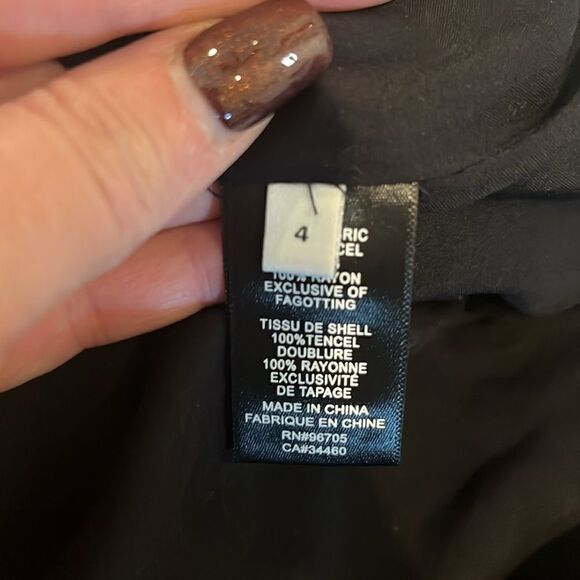 4
RIC
CEL
100% RAYON
EXCLUSIVE OF
FAGOTTING
TISSU DE SHELL
100%TENCEL
DOUBLURE
100% RAYONNE
EXCLUSIVITÉ
DE TAPAGE
MADE IN CHINA
FABRIQUE EN CHINE
RN#96705
CA#34460